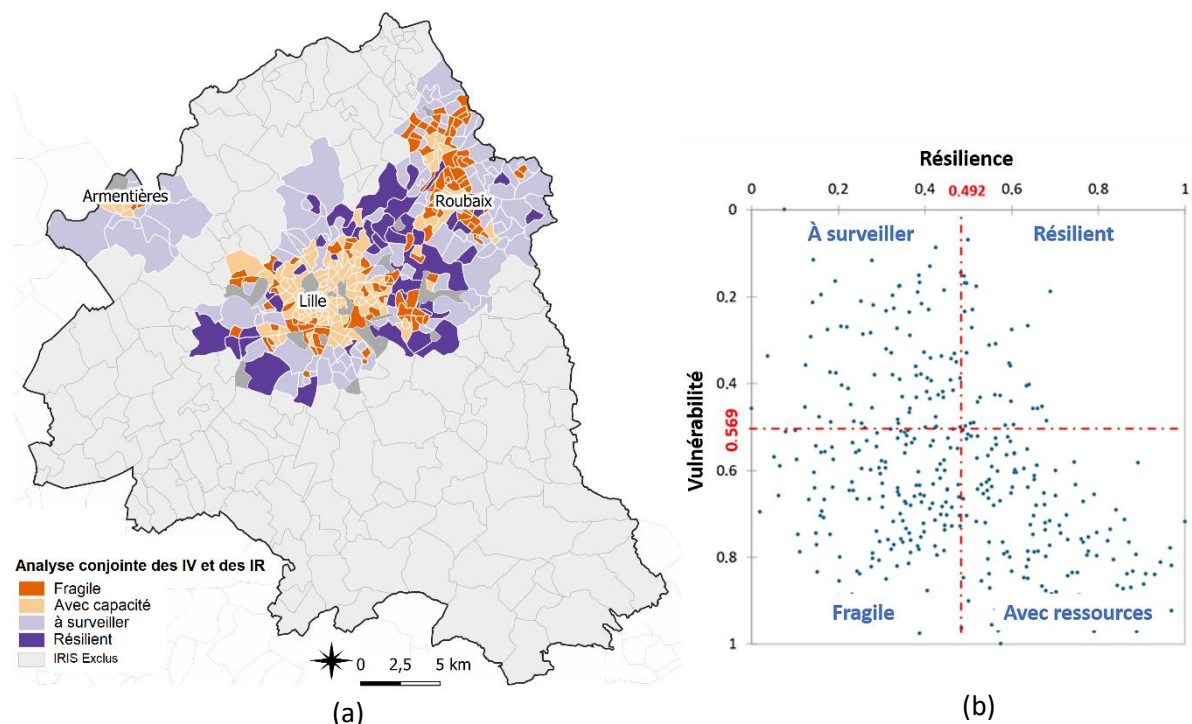 Armentières
Roubaix
Lille
Analyse conjointe des IV et des IR
Fragile
Avec capacité
à surveiller
Résilient
IRIS Exclus
0 2,5 5 km
(a)
Résilience
0 0,2 0,4 0.492 0,6 0,8 1
Vulnérabilité
0.569
0
0.2
0.4
0.6
0.8
1
À surveiller
Résilient
Fragile
Avec ressources
(b)